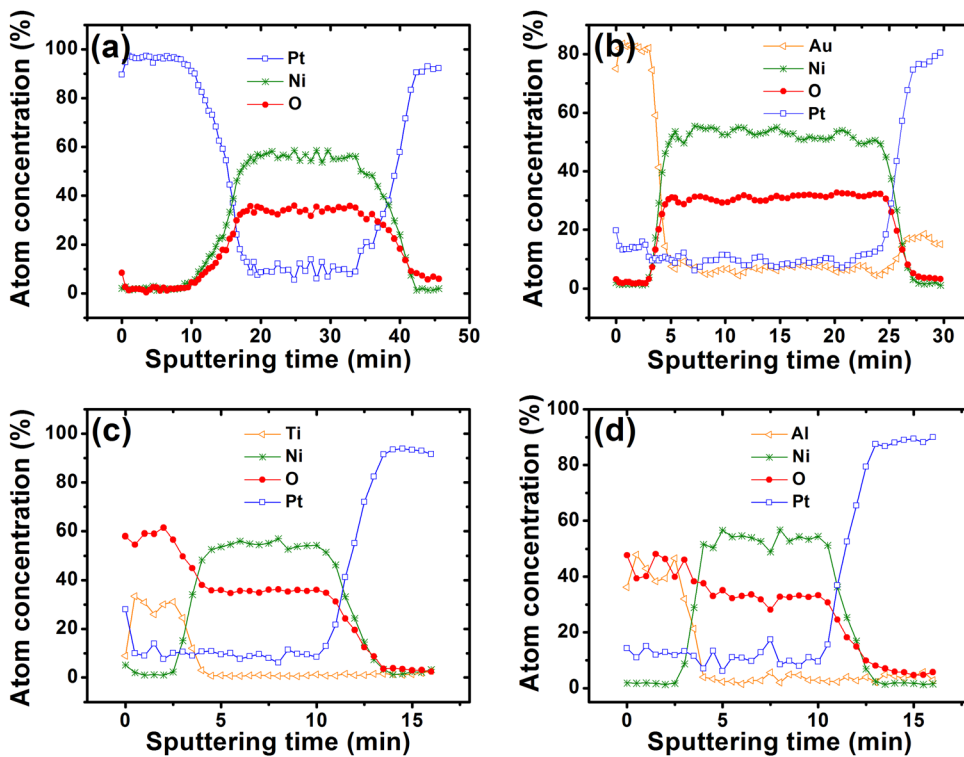 (a)
Pt
Ni
O
100
80
60
40
20
0
Atom concentration (%)
0 10 20 30 40 50
Sputtering time (min)
(b)
Au
Ni
O
Pt
80
60
40
20
0
Atom concentration (%)
0 5 10 15 20 25 30
Sputtering time (min)
(c)
Ti
Ni
O
Pt
100
80
60
40
20
0
Atom concentration (%)
0 5 10 15
Sputtering time (min)
(d)
Al
Ni
O
Pt
100
80
60
40
20
0
Atom concentration (%)
0 5 10 15
Sputtering time (min)